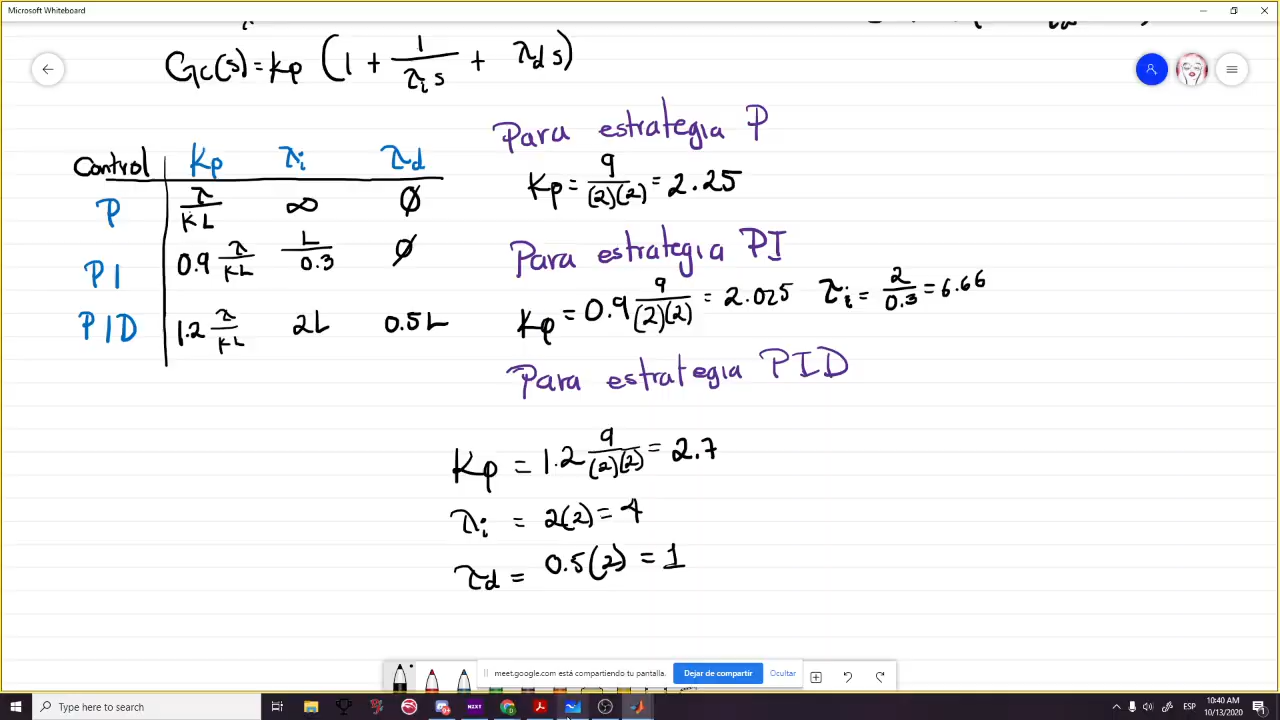 Microsoft Whiteboard
Gc(s) = Kp (1 + 1/τi s + τd s)
Control Kp τi τd
P τ/KL ∞ Ø
PI 0.9 τ/KL L/0.3 Ø
PID 1.2 τ/KL 2L 0.5L
Para estrategia P
Kp = 9/(2)(2) = 2.25
Para estrategia PI
Kp = 0.9 9/(2)(2) = 2.025 τi = 2/0.3 = 6.66
Para estrategia PID
Kp = 1.2 9/(2)(2) = 2.7
τi = 2(2) = 4
τd = 0.5(2) = 1
meet.google.com está compartiendo tu pantalla.
Dejar de compartir
Ocultar
Type here to search
ESP
10:40 AM
10/13/2020